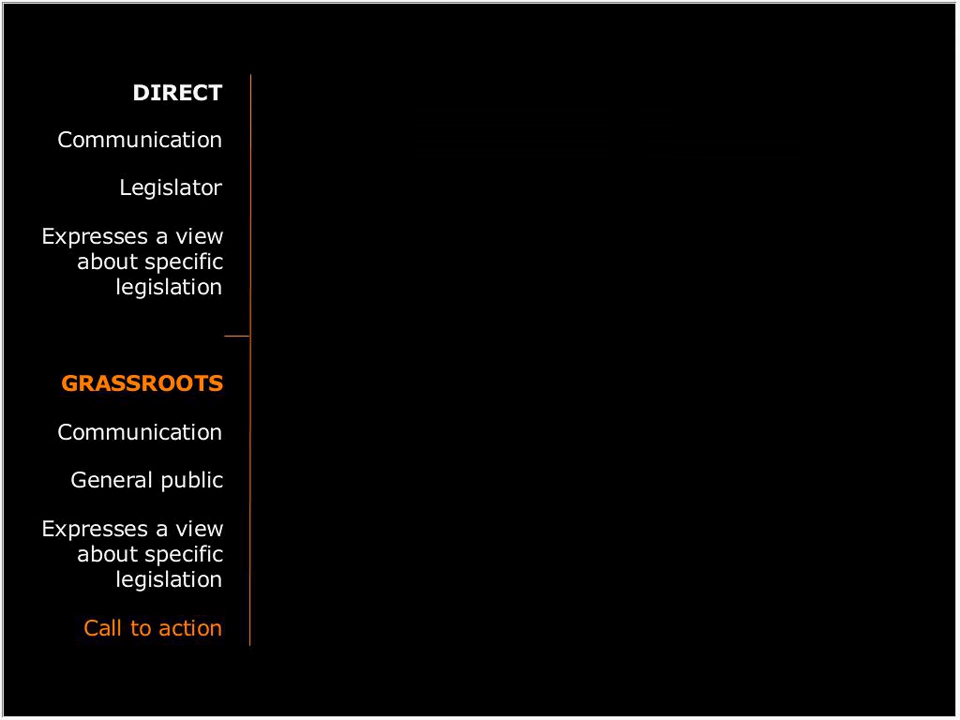 DIRECT
Communication
Legislator
Expresses a view
about specific
legislation
GRASSROOTS
Communication
General public
Expresses a view
about specific
legislation
Call to action